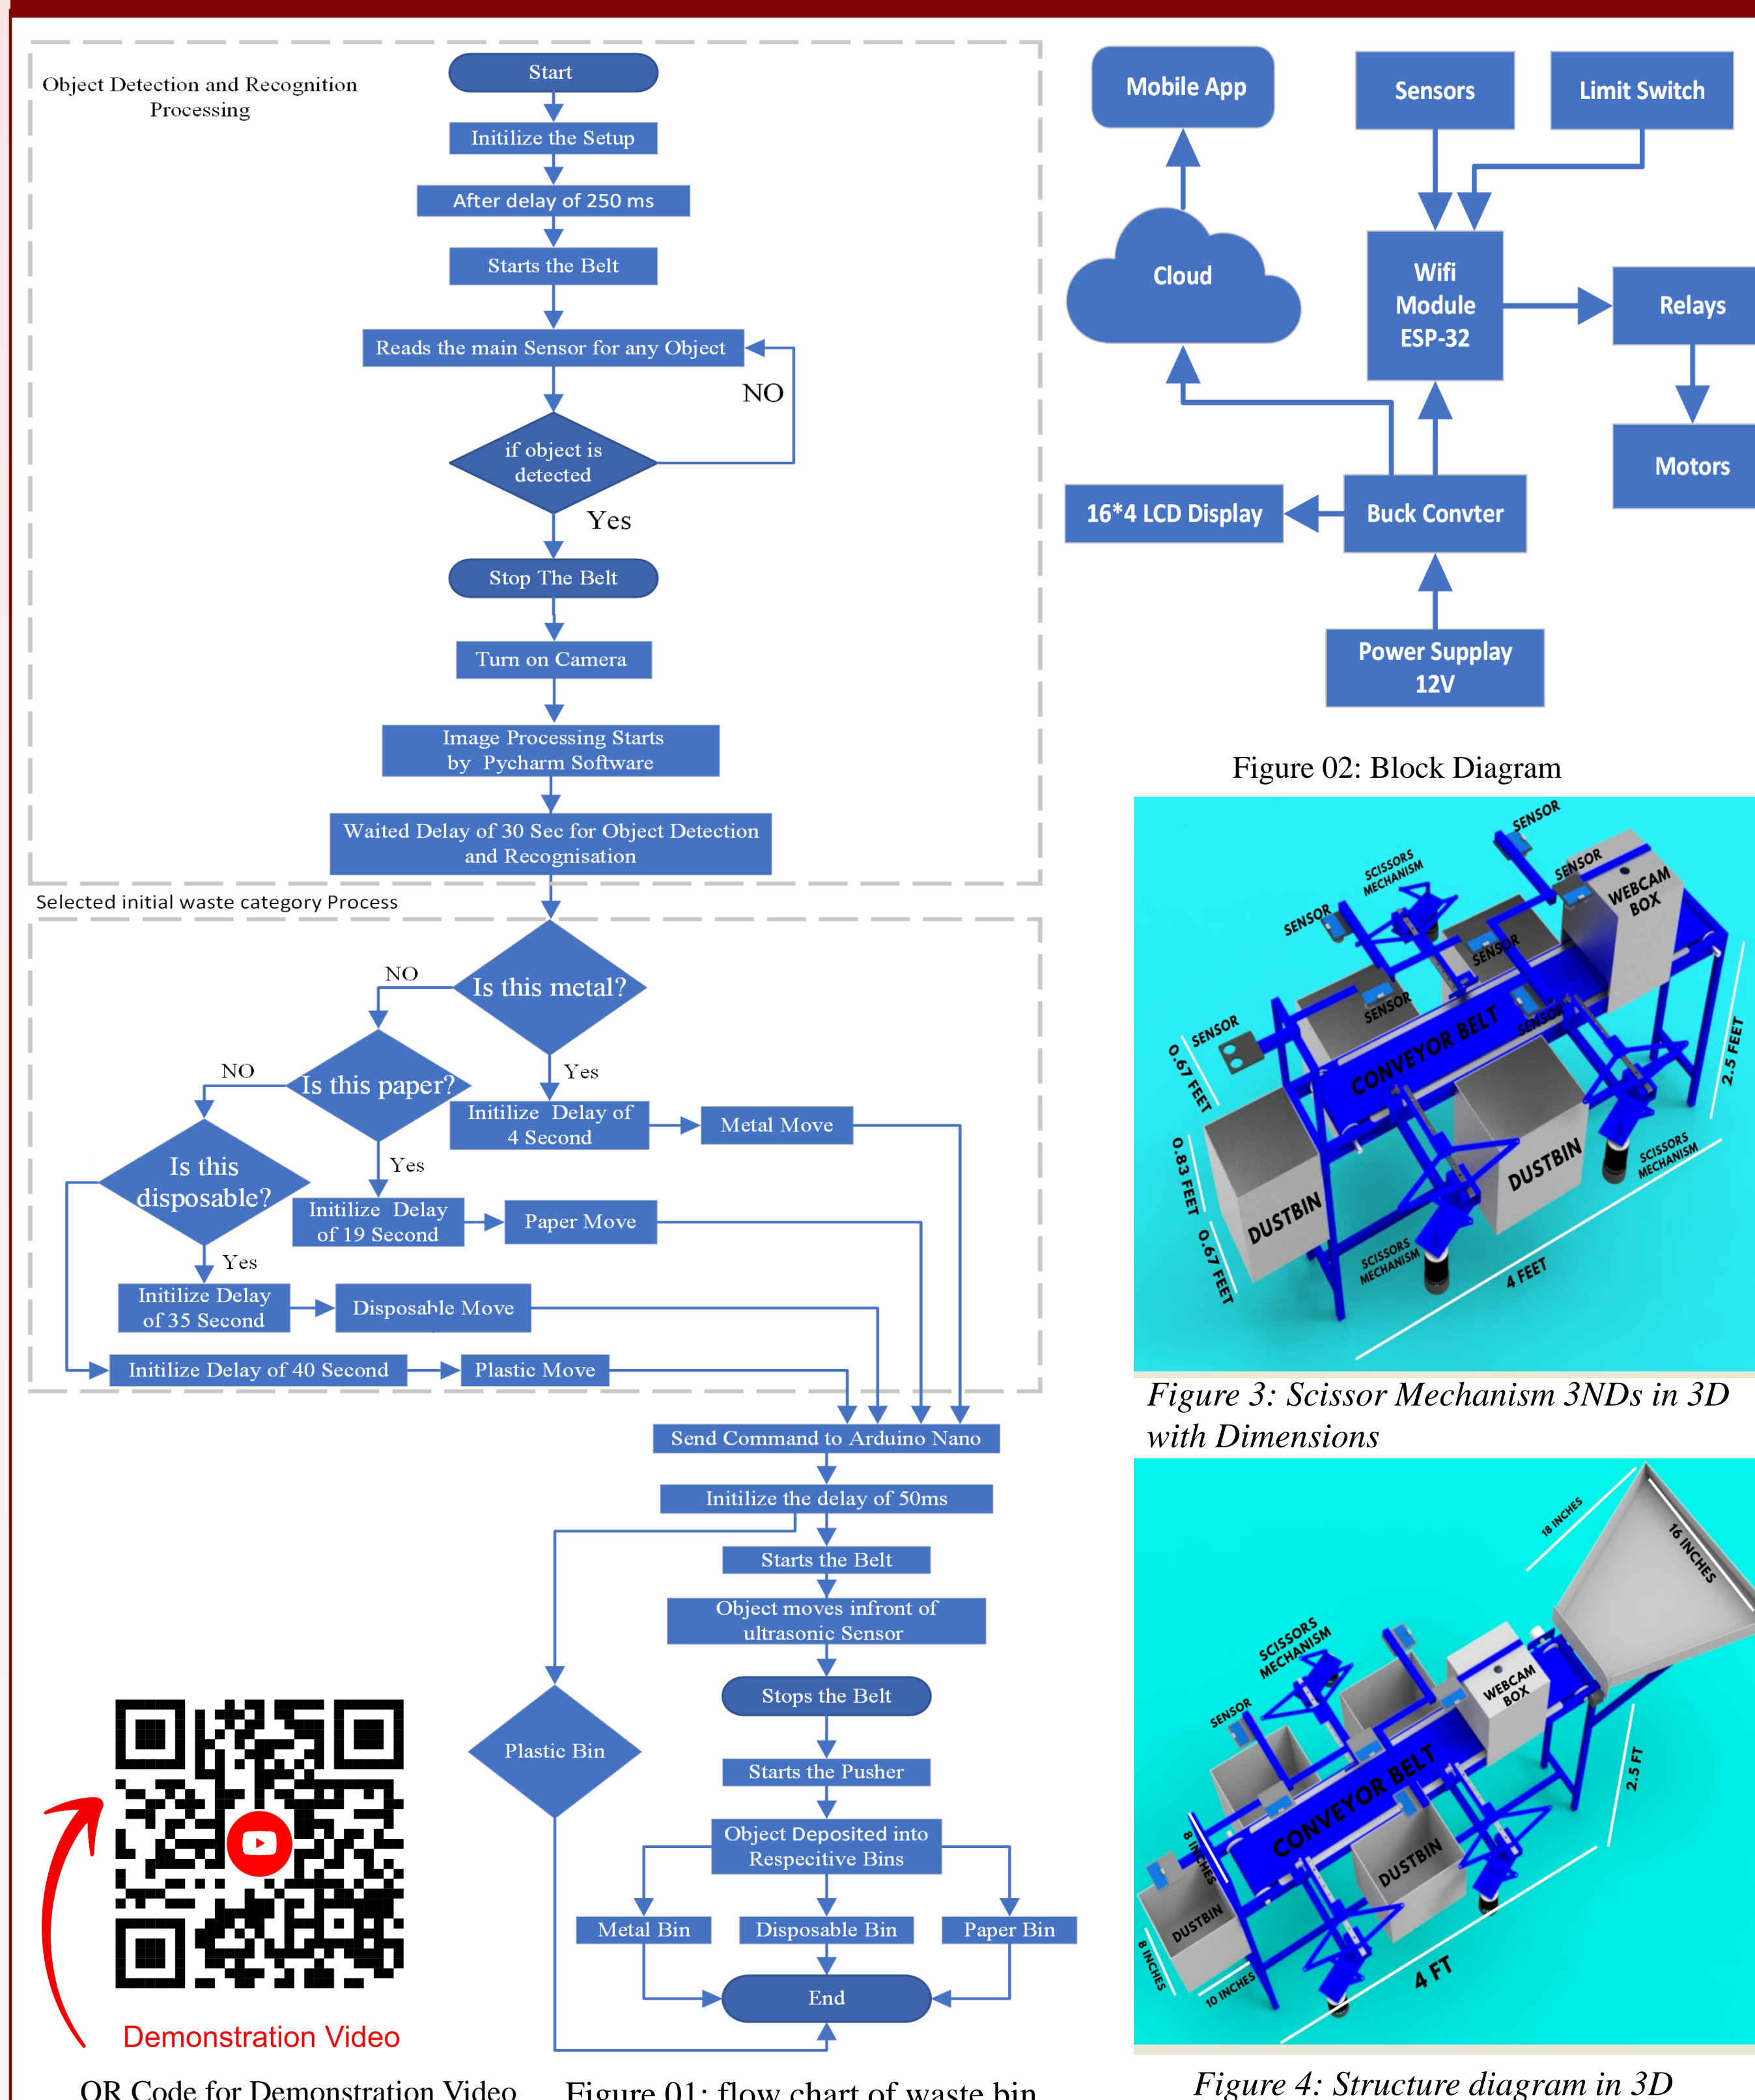 Object Detection and Recognition
Processing
Start
Initilize the Setup
After delay of 250 ms
Starts the Belt
Reads the main Sensor for any Object
NO
if object is
detected
Yes
Stop The Belt
Turn on Camera
Image Processing Starts
by Pycharm Software
Waited Delay of 30 Sec for Object Detection
and Recognisation
Selected initial waste category Process
Is this metal?
NO
Yes
Is this paper?
NO
Initilize Delay of
4 Second
Metal Move
Is this
disposable?
Yes
Initilize Delay
of 19 Second
Paper Move
Yes
Initilize Delay
of 35 Second
Disposable Move
Initilize Delay of 40 Second
Plastic Move
Send Command to Arduino Nano
Initilize the delay of 50ms
Starts the Belt
Object moves infront of
ultrasonic Sensor
Stops the Belt
Plastic Bin
Starts the Pusher
Object Deposited into
Respecitive Bins
Metal Bin
Disposable Bin
Paper Bin
End
Demonstration Video
QR Code for Demonstration Video
Figure 01: flow chart of waste bin
Mobile App
Sensors
Limit Switch
Cloud
Wifi
Module
ESP-32
Relays
Motors
16*4 LCD Display
Buck Convter
Power Supplay
12V
Figure 02: Block Diagram
SENSOR
SCISSORS
MECHANISM
SENSOR
WEBCAM
BOX
SENSOR
SENSOR
SENSOR
SENSOR
SENSOR
CONVEYOR BELT
0.67 FEET
2.5 FEET
0.83 FEET
DUSTBIN
DUSTBIN
SCISSORS
MECHANISM
0.67 FEET
SCISSORS
MECHANISM
4 FEET
Figure 3: Scissor Mechanism 3NDs in 3D
with Dimensions
18 INCHES
16 INCHES
SCISSORS
MECHANISM
WEBCAM
BOX
SENSOR
2.5 FT
CONVEYOR BELT
8 INCHES
DUSTBIN
DUSTBIN
8 INCHES
10 INCHES
4 FT
Figure 4: Structure diagram in 3D